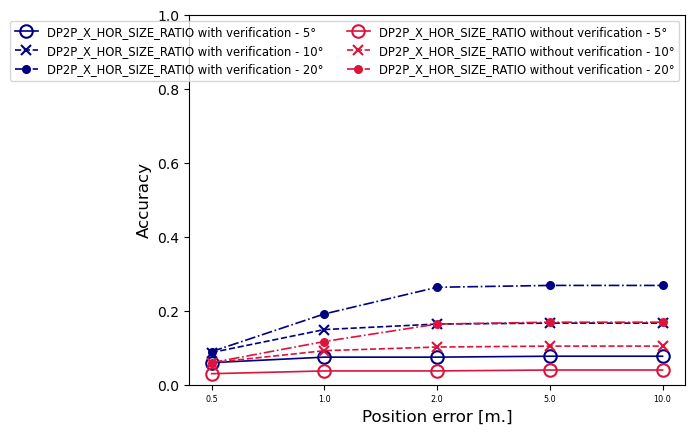 1.0
DP2P_X_HOR_SIZE_RATIO with verification - 5° DP2P_X_HOR_SIZE_RATIO without verification - 5°
DP2P_X_HOR_SIZE_RATIO with verification - 10° DP2P_X_HOR_SIZE_RATIO without verification - 10°
DP2P_X_HOR_SIZE_RATIO with verification - 20° DP2P_X_HOR_SIZE_RATIO without verification - 20°
0.8
0.6
Accuracy
0.4
0.2
0.0
0.5 1.0 2.0 5.0 10.0
Position error [m.]